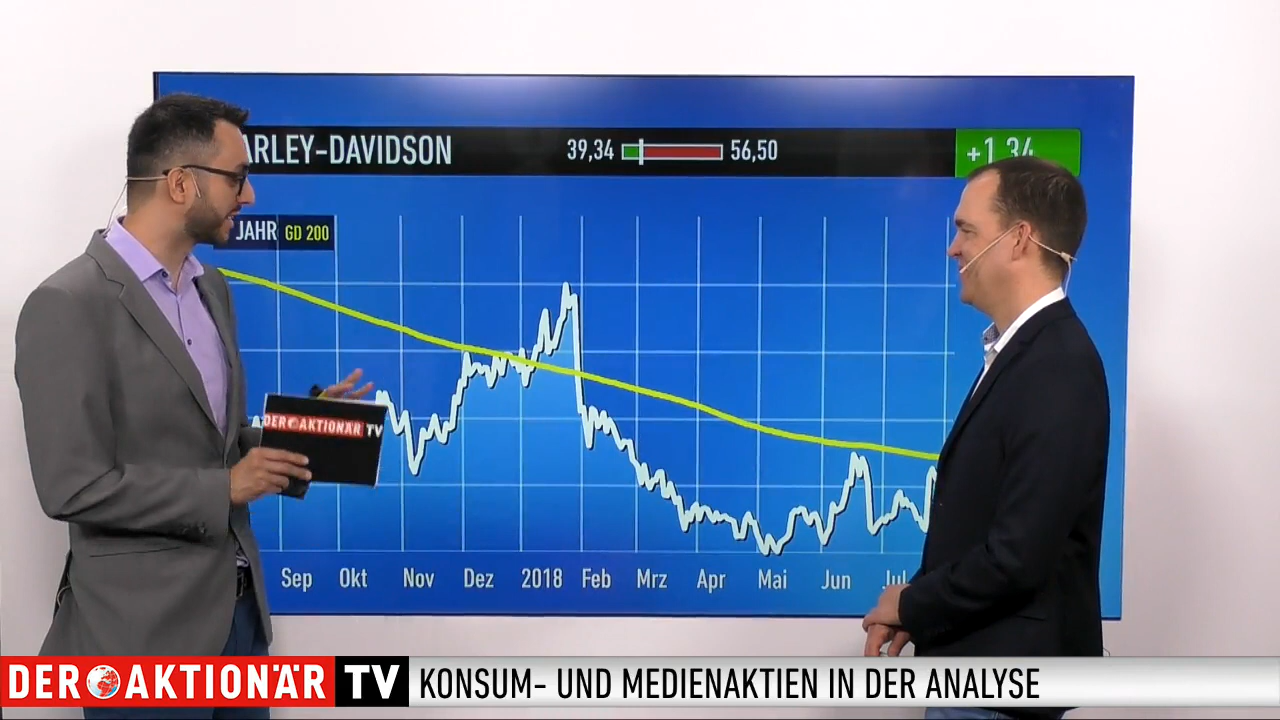 ARLEY-DAVIDSON
39,34 56,50
+1,34
JAHR GD 200
DER AKTIONÄR TV
Sep Okt Nov Dez 2018 Feb Mrz Apr Mai Jun Jul
DER AKTIONÄR TV KONSUM- UND MEDIENAKTIEN IN DER ANALYSE